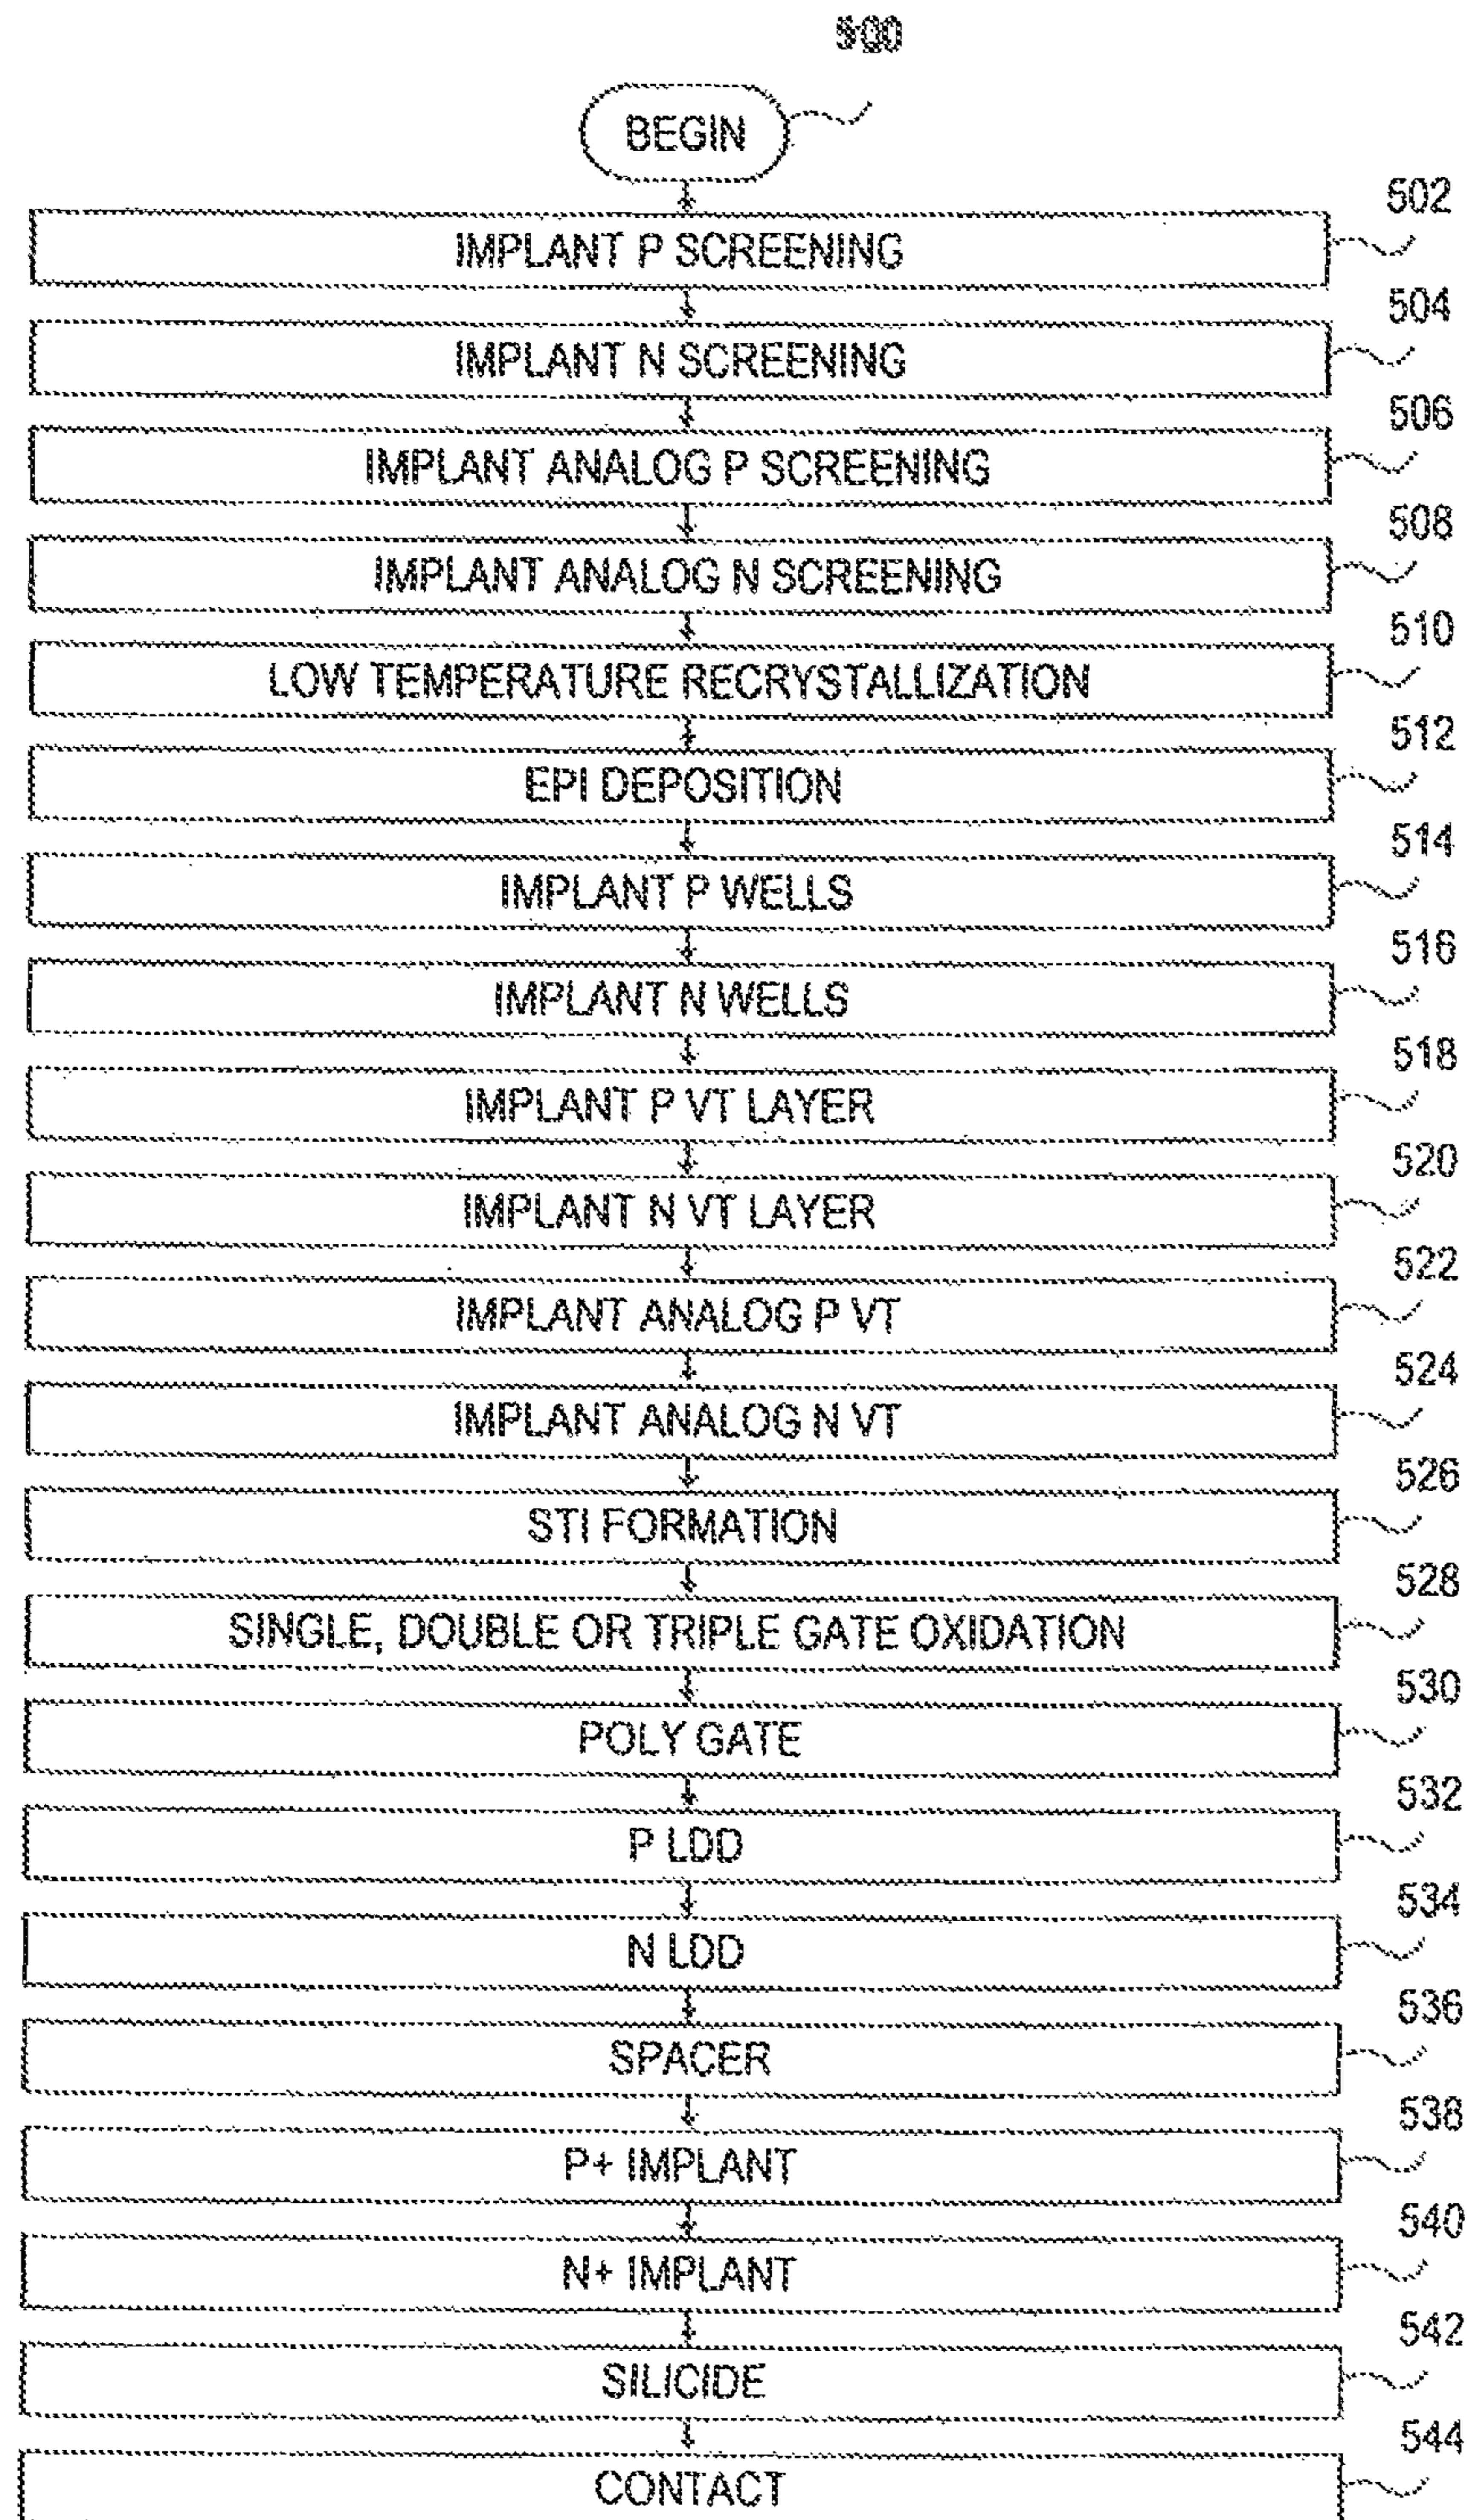 500
BEGIN
502
IMPLANT P SCREENING
504
IMPLANT N SCREENING
506
IMPLANT ANALOG P SCREENING
508
IMPLANT ANALOG N SCREENING
510
LOW TEMPERATURE RECRYSTALLIZATION
512
EPI DEPOSITION
514
IMPLANT P WELLS
516
IMPLANT N WELLS
518
IMPLANT P VT LAYER
520
IMPLANT N VT LAYER
522
IMPLANT ANALOG P VT
524
IMPLANT ANALOG N VT
526
STI FORMATION
528
SINGLE, DOUBLE OR TRIPLE GATE OXIDATION
530
POLY GATE
532
P LDD
534
N LDD
536
SPACER
538
P+ IMPLANT
540
N+ IMPLANT
542
SILICIDE
544
CONTACT